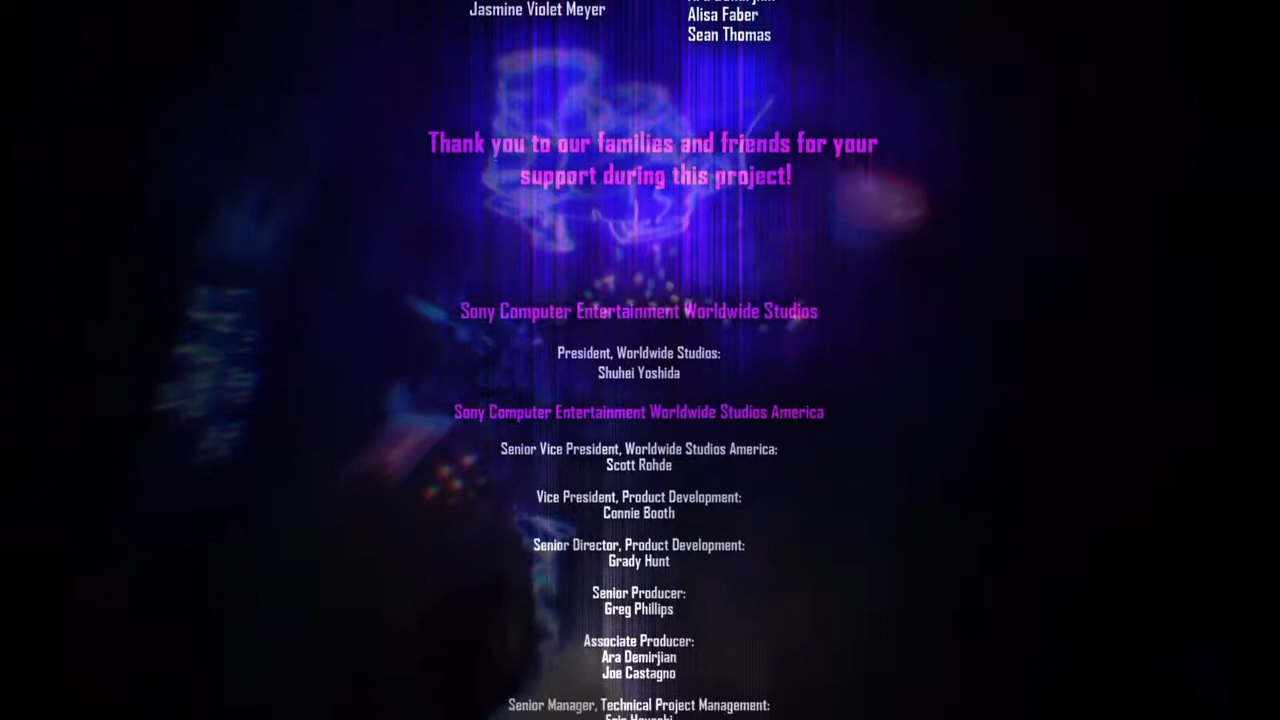 Jasmine Violet Meyer
Ara Demirjian
Alisa Faber
Sean Thomas
Thank you to our families and friends for your
support during this project!
Sony Computer Entertainment Worldwide Studios
President, Worldwide Studios:
Shuhei Yoshida
Sony Computer Entertainment Worldwide Studios America
Senior Vice President, Worldwide Studios America:
Scott Rohde
Vice President, Product Development:
Connie Booth
Senior Director, Product Development:
Grady Hunt
Senior Producer:
Greg Phillips
Associate Producer:
Ara Demirjian
Joe Castagno
Senior Manager, Technical Project Management: